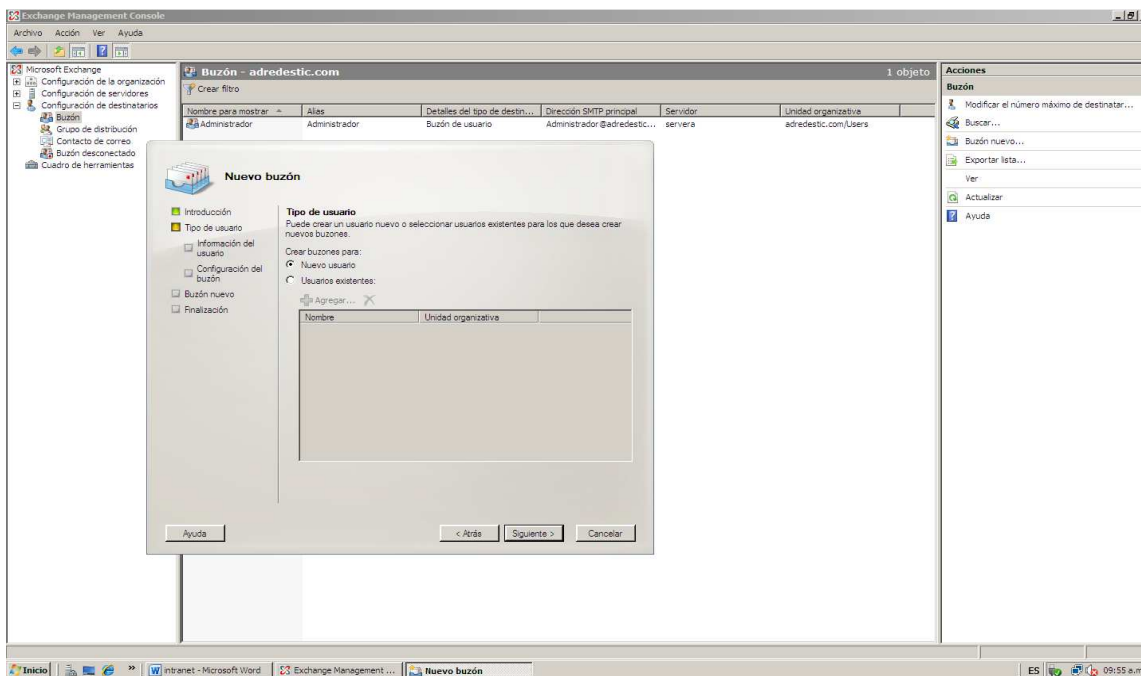 Exchange Management Console
Archivo Acción Ver Ayuda
Microsoft Exchange
Configuración de la organización
Configuración de servidores
Configuración de destinatarios
Buzón
Grupo de distribución
Contacto de correo
Buzón desconectado
Cuadro de herramientas
Buzón - adredestic.com 1 objeto
Crear filtro
Nombre para mostrar Alias Detalles del tipo de destin... Dirección SMTP principal Servidor Unidad organizativa
Administrador Administrador Buzón de usuario Administrador@adredestic... servera adredestic.com/Users
Acciones
Buzón
Modificar el número máximo de destinatar...
Buscar...
Buzón nuevo...
Exportar lista...
Ver
Actualizar
Ayuda
Nuevo buzón
Introducción
Tipo de usuario
Información del
usuario
Configuración del
buzón
Buzón nuevo
Finalización
Tipo de usuario
Puede crear un usuario nuevo o seleccionar usuarios existentes para los que desea crear
nuevos buzones.
Crear buzones para:
Nuevo usuario
Usuarios existentes:
Agregar...
Nombre Unidad organizativa
Ayuda < Atrás Siguiente > Cancelar
Inicio » intranet - Microsoft Word Exchange Management ... Nuevo buzón ES 09:55 a.m